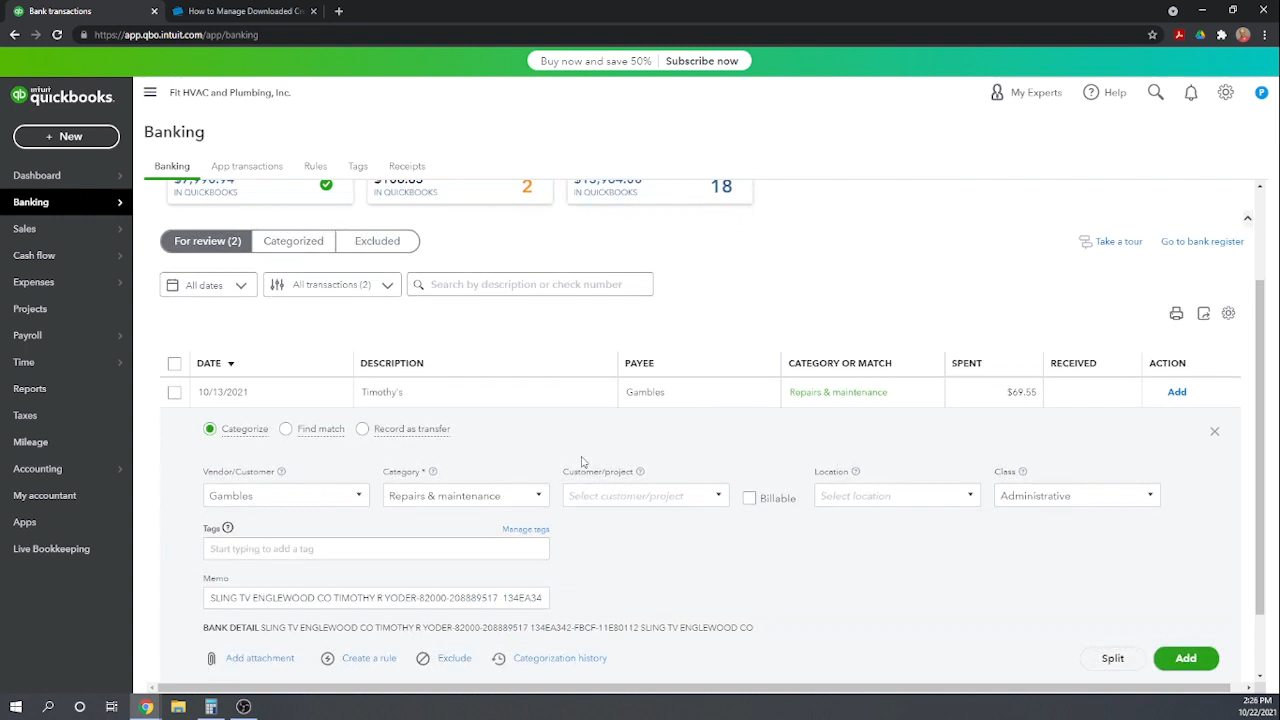 Bank transactions
How to Manage Downloaded Cr
https://app.qbo.intuit.com/app/banking
Buy now and save 50% Subscribe now
intuit
quickbooks.
Fit HVAC and Plumbing, Inc.
My Experts
Help
P
+ New
Banking
Banking App transactions Rules Tags Receipts
Dashboard
IN QUICKBOOKS
2
IN QUICKBOOKS
18
IN QUICKBOOKS
Banking
Sales
For review (2) Categorized Excluded
Take a tour Go to bank register
Cash flow
Expenses
All dates All transactions (2) Search by description or check number
Projects
Payroll
Time
DATE DESCRIPTION PAYEE CATEGORY OR MATCH SPENT RECEIVED ACTION
Reports
10/13/2021 Timothy's Gambles Repairs & maintenance $69.55 Add
Taxes
Mileage
Categorize Find match Record as transfer
Accounting
Vendor/Customer Category * Customer/project Location Class
My account
Gambles Repairs & maintenance Select customer/project Billable Select location Administrative
Apps
Tags Manage tags
Live Bookkeeping
Start typing to add a tag
Memo
SLING TV ENGLEWOOD CO TIMOTHY R YODER-82000-208889517 134EA34
BANK DETAIL SLING TV ENGLEWOOD CO TIMOTHY R YODER-82000-208889517 134EA342-FBCF-11E80112 SLING TV ENGLEWOOD CO
Add attachment Create a rule Exclude Categorization history
Split Add
2:26 PM
10/22/2021